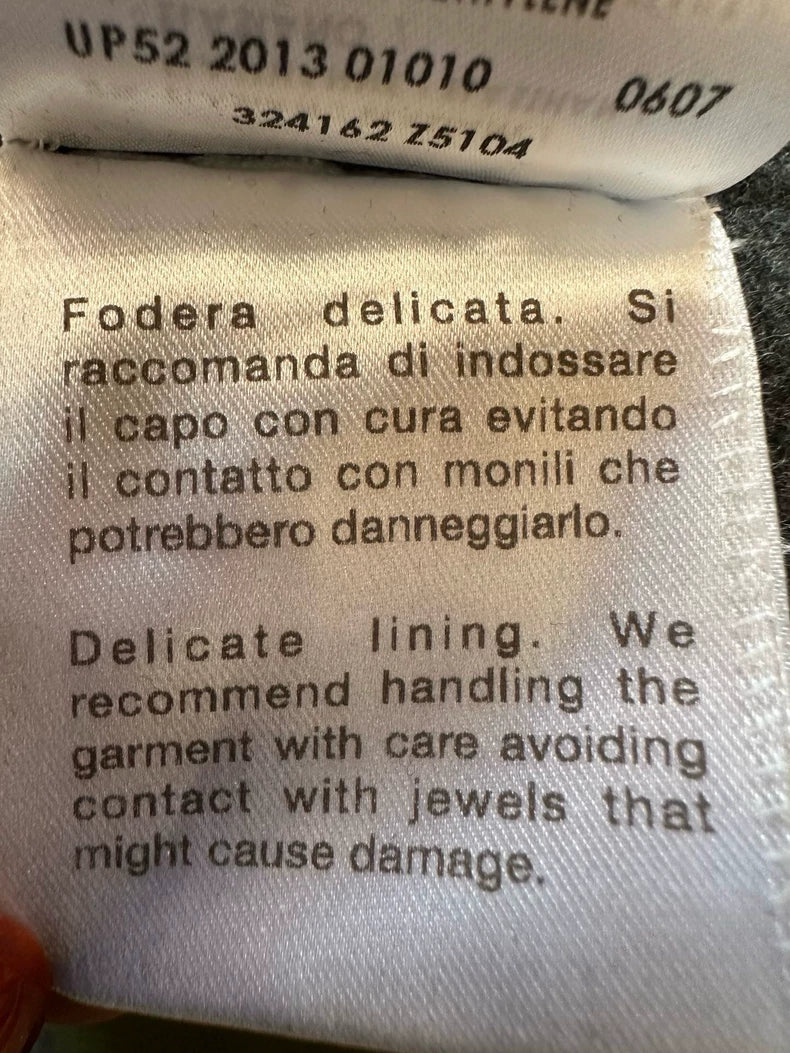 UP52 2013 01010 0607
324162 Z5104
Fodera delicata. Si
raccomanda di indossare
il capo con cura evitando
il contatto con monili che
potrebbero danneggiarlo.
Delicate lining. We
recommend handling the
garment with care avoiding
contact with jewels that
might cause damage.